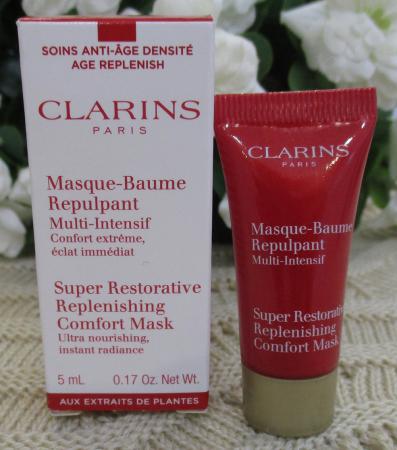 SOINS ANTI-ÂGE DENSITÉ
AGE REPLENISH
CLARINS
PARIS
Masque-Baume
Repulpant
Multi-Intensif
Confort extrême,
éclat immédiat
Super Restorative
Replenishing
Comfort Mask
Ultra nourishing,
instant radiance
5 mL 0.17 Oz. Net Wt.
AUX EXTRAITS DE PLANTES
CLARINS
PARIS
Masque-Baume
Repulpant
Multi-Intensif
Super Restorative
Replenishing
Comfort Mask